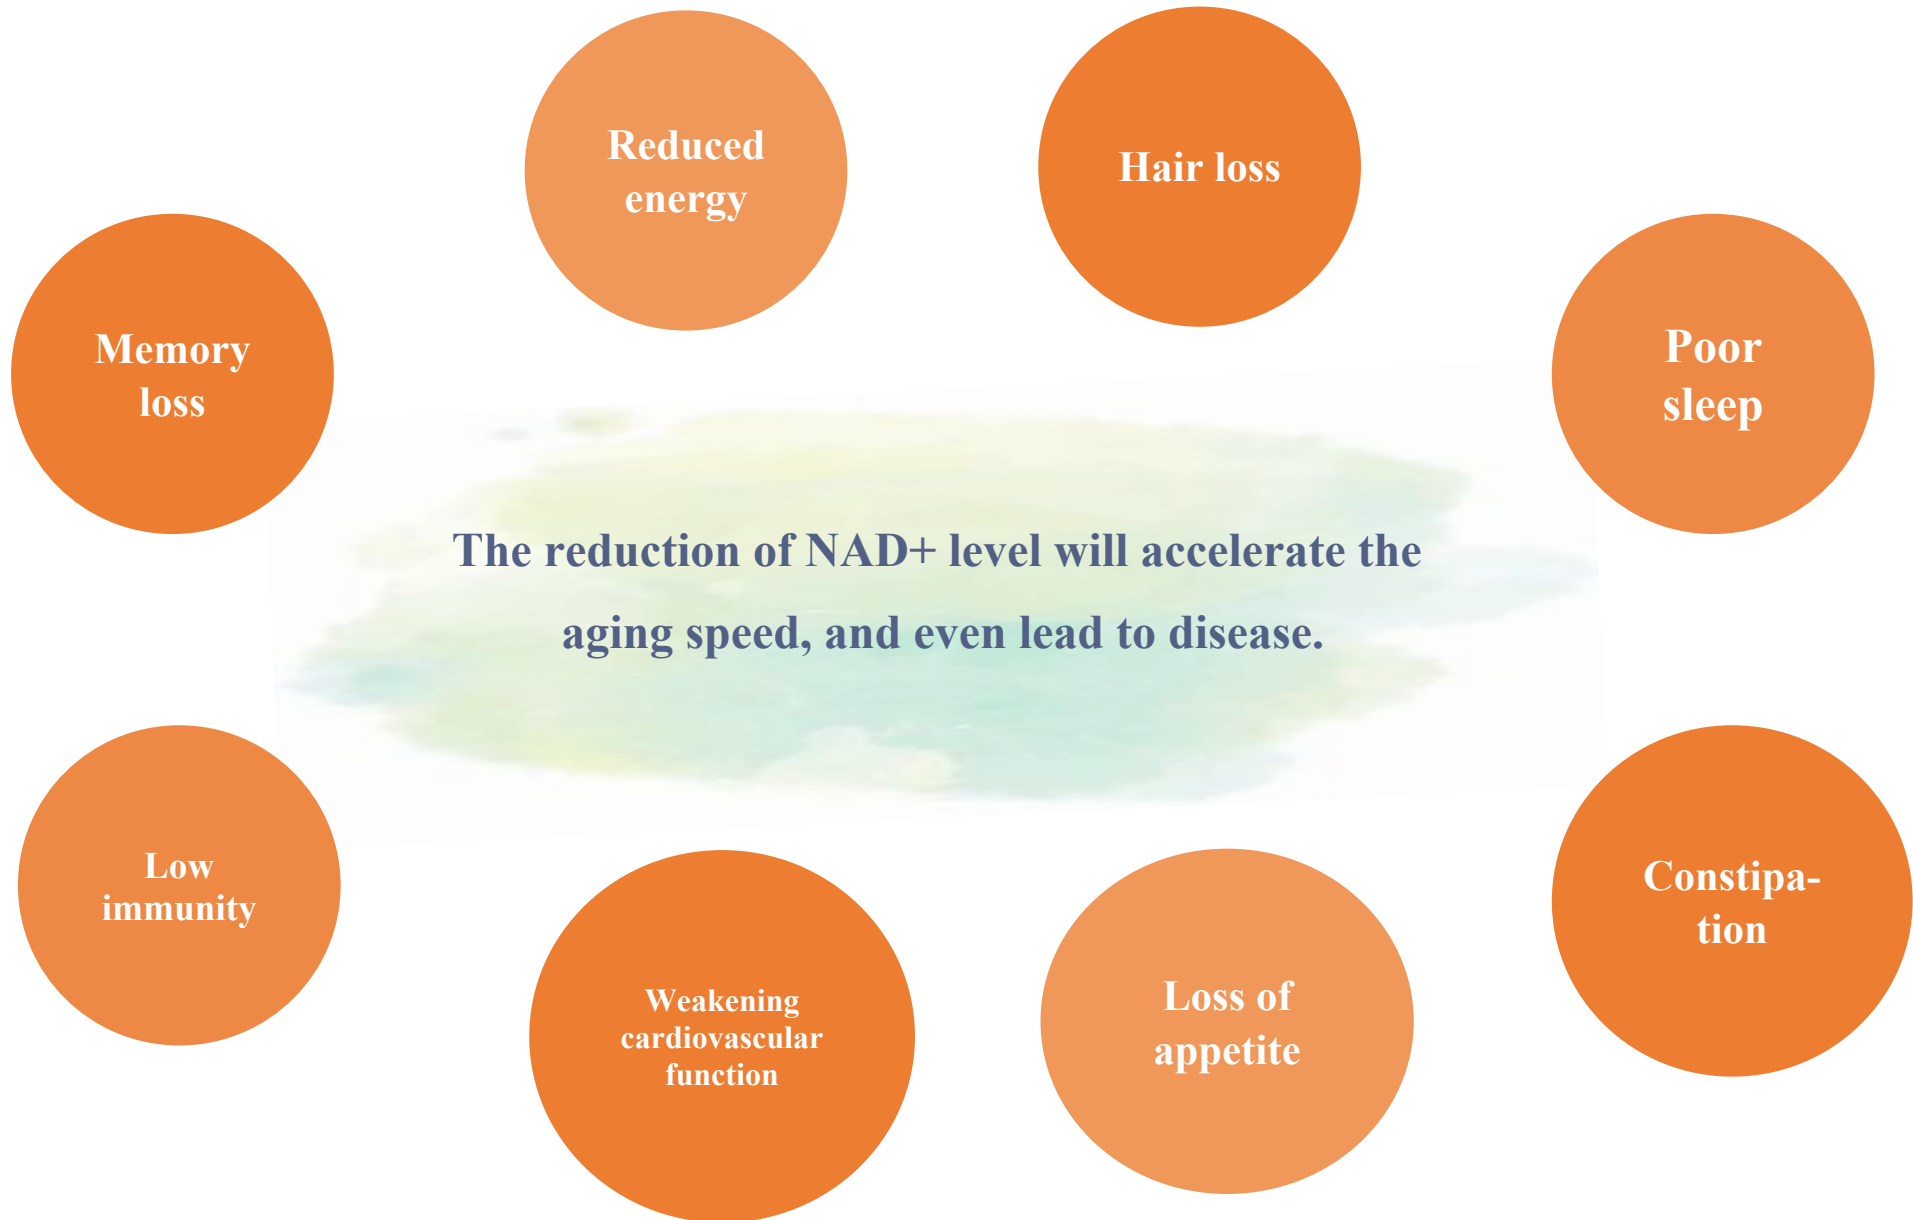 Reduced
energy
Hair loss
Memory
loss
Poor
sleep
The reduction of NAD+ level will accelerate the
aging speed, and even lead to disease.
Low
immunity
Weakening
cardiovascular
function
Loss of
appetite
Constipa-
tion